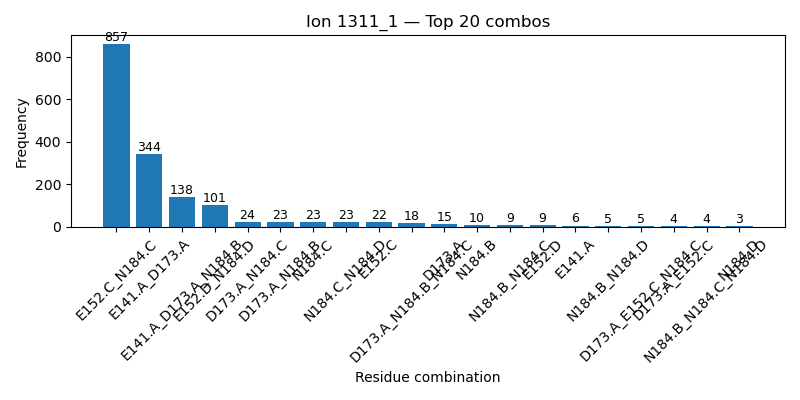 Ion 1311_1 — Top 20 combos
Frequency
800
600
400
200
0
857
344
138
101
24
23
23
23
22
18
15
10
9
9
6
5
5
4
4
3
E152.C_N184.C
E141.A_D173.A
E141.A_D173.A_N184.B
E152.D_N184.D
D173.A_N184.C
D173.A_N184.B
N184.C
N184.C_N184.D
E152.C
D173.A_N184.B_N184.C
D173.A
N184.B
N184.B_N184.C
E152.D
E141.A
N184.B_N184.D
D173.A_E152.C_N184.C
D173.A_E152.C
N184.B_N184.C_N184.D
N184.D
Residue combination